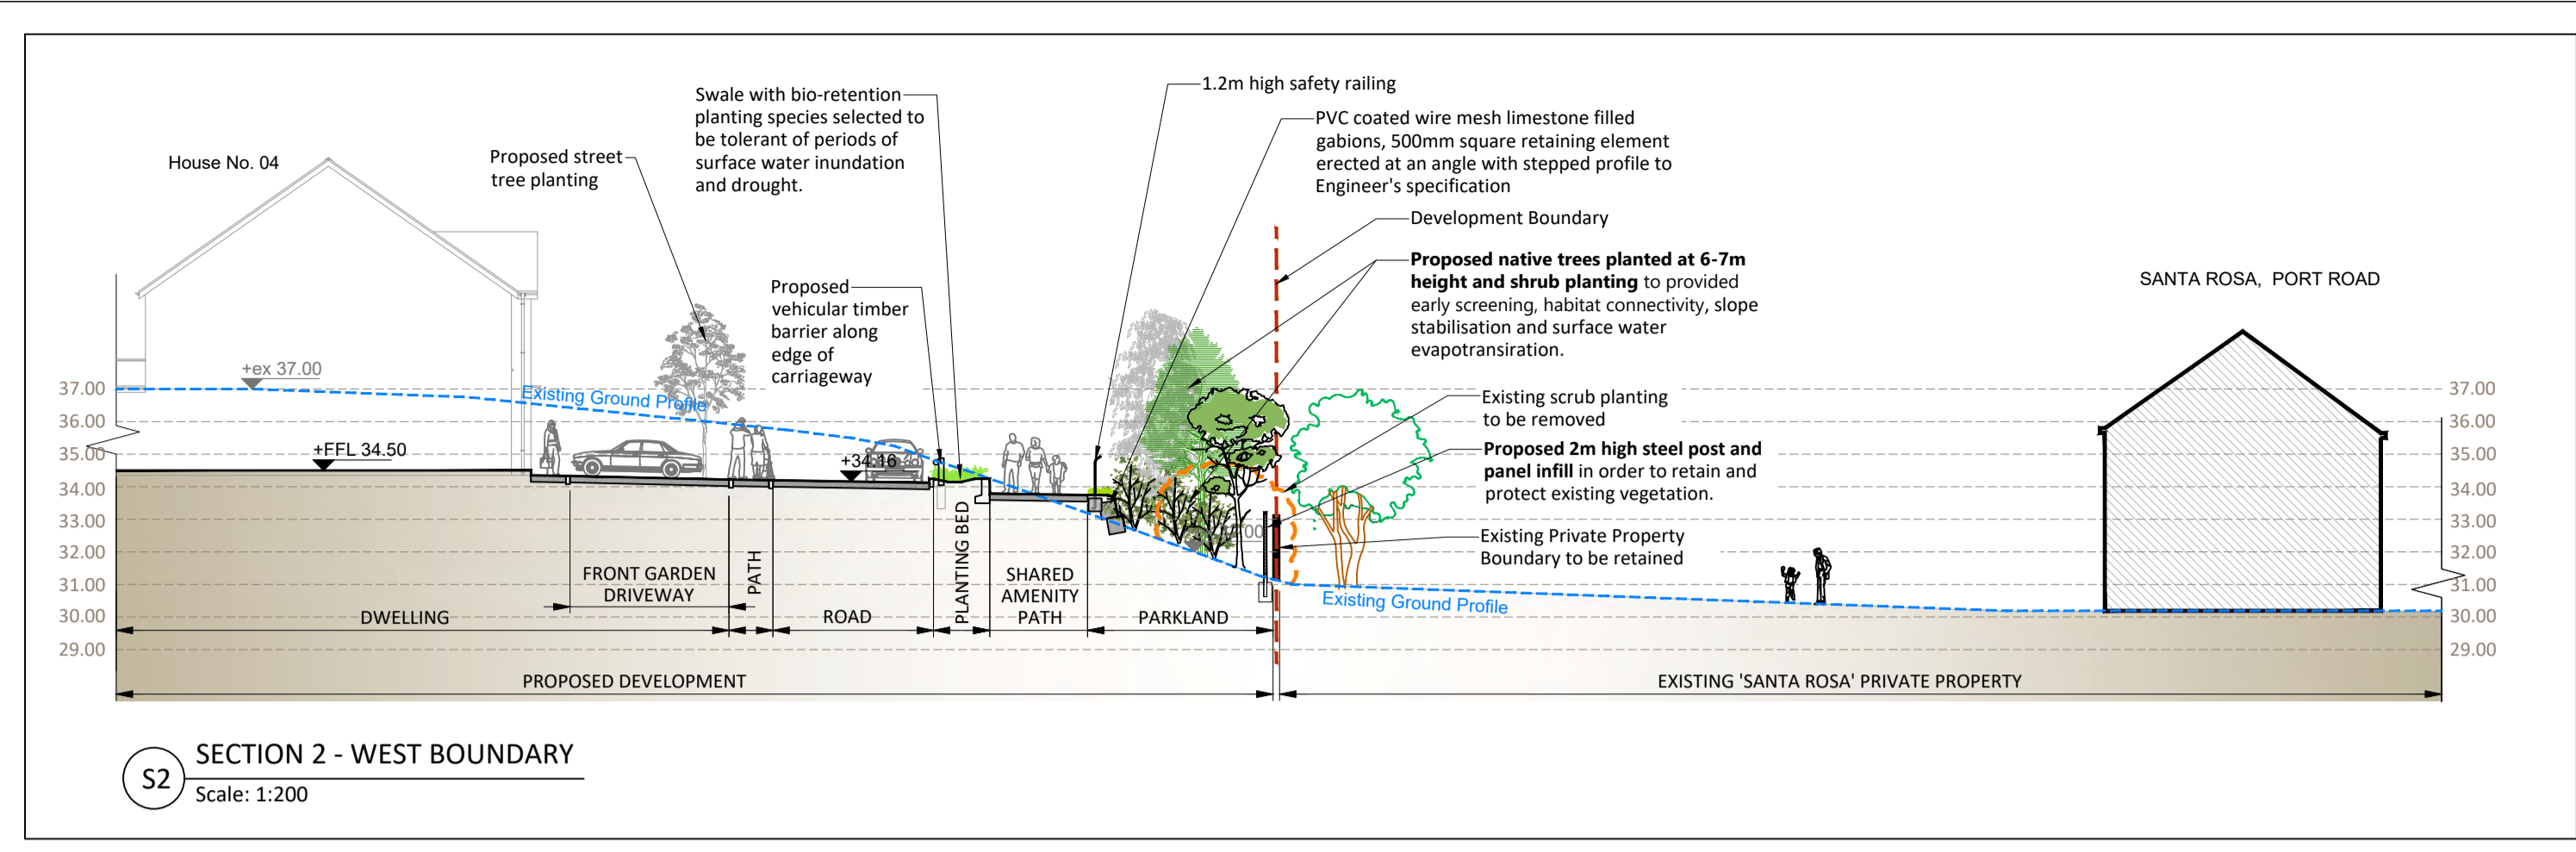 1.2m high safety railing
Swale with bio-retention
planting species selected to
be tolerant of periods of
surface water inundation
and drought.
PVC coated wire mesh limestone filled
gabions, 500mm square retaining element
erected at an angle with stepped profile to
Engineer's specification
House No. 04
Proposed street
tree planting
Development Boundary
Proposed native trees planted at 6-7m
height and shrub planting to provided
early screening, habitat connectivity, slope
stabilisation and surface water
evapotransiration.
Proposed
vehicular timber
barrier along
edge of
carriageway
SANTA ROSA, PORT ROAD
+ex 37.00
Existing Ground Profile
Existing scrub planting
to be removed
Proposed 2m high steel post and
panel infill in order to retain and
protect existing vegetation.
Existing Private Property
Boundary to be retained
+FFL 34.50
+34.16
37.00
36.00
35.00
34.00
33.00
32.00
31.00
30.00
29.00
37.00
36.00
35.00
34.00
33.00
32.00
31.00
30.00
29.00
Existing Ground Profile
DWELLING
FRONT GARDEN
DRIVEWAY
PATH
ROAD
PLANTING BED
SHARED
AMENITY
PATH
PARKLAND
PROPOSED DEVELOPMENT
EXISTING 'SANTA ROSA' PRIVATE PROPERTY
S2
SECTION 2 - WEST BOUNDARY
Scale: 1:200